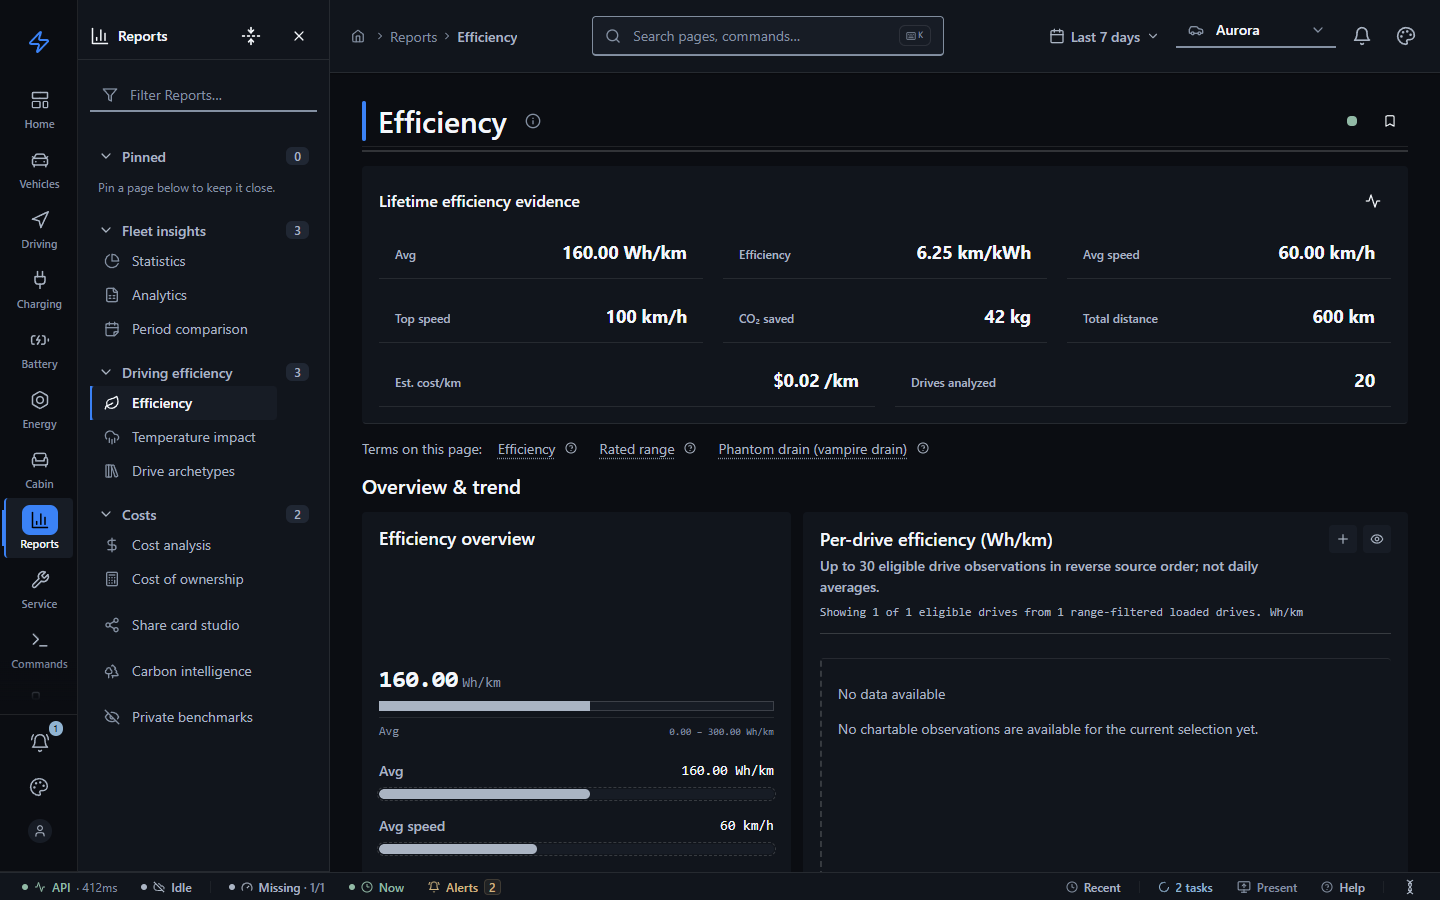 Reports
Reports
Efficiency
Search pages, commands...
K
Last 7 days
Aurora
Home
Vehicles
Driving
Charging
Battery
Energy
Cabin
Reports
Service
Commands
1
Filter Reports...
Pinned
0
Pin a page below to keep it close.
Fleet insights
3
Statistics
Analytics
Period comparison
Driving efficiency
3
Efficiency
Temperature impact
Drive archetypes
Costs
2
Cost analysis
Cost of ownership
Share card studio
Carbon intelligence
Private benchmarks
Efficiency
Lifetime efficiency evidence
Avg 160.00 Wh/km
Efficiency 6.25 km/kWh
Avg speed 60.00 km/h
Top speed 100 km/h
CO₂ saved 42 kg
Total distance 600 km
Est. cost/km $0.02 /km
Drives analyzed 20
Terms on this page: Efficiency Rated range Phantom drain (vampire drain)
Overview & trend
Efficiency overview
160.00 Wh/km
Avg 0.00 – 300.00 Wh/km
Avg 160.00 Wh/km
Avg speed 60 km/h
Per-drive efficiency (Wh/km)
Up to 30 eligible drive observations in reverse source order; not daily
averages.
Showing 1 of 1 eligible drives from 1 range-filtered loaded drives. Wh/km
No data available
No chartable observations are available for the current selection yet.
API · 412ms
Idle
Missing · 1/1
Now
Alerts 2
Recent
2 tasks
Present
Help